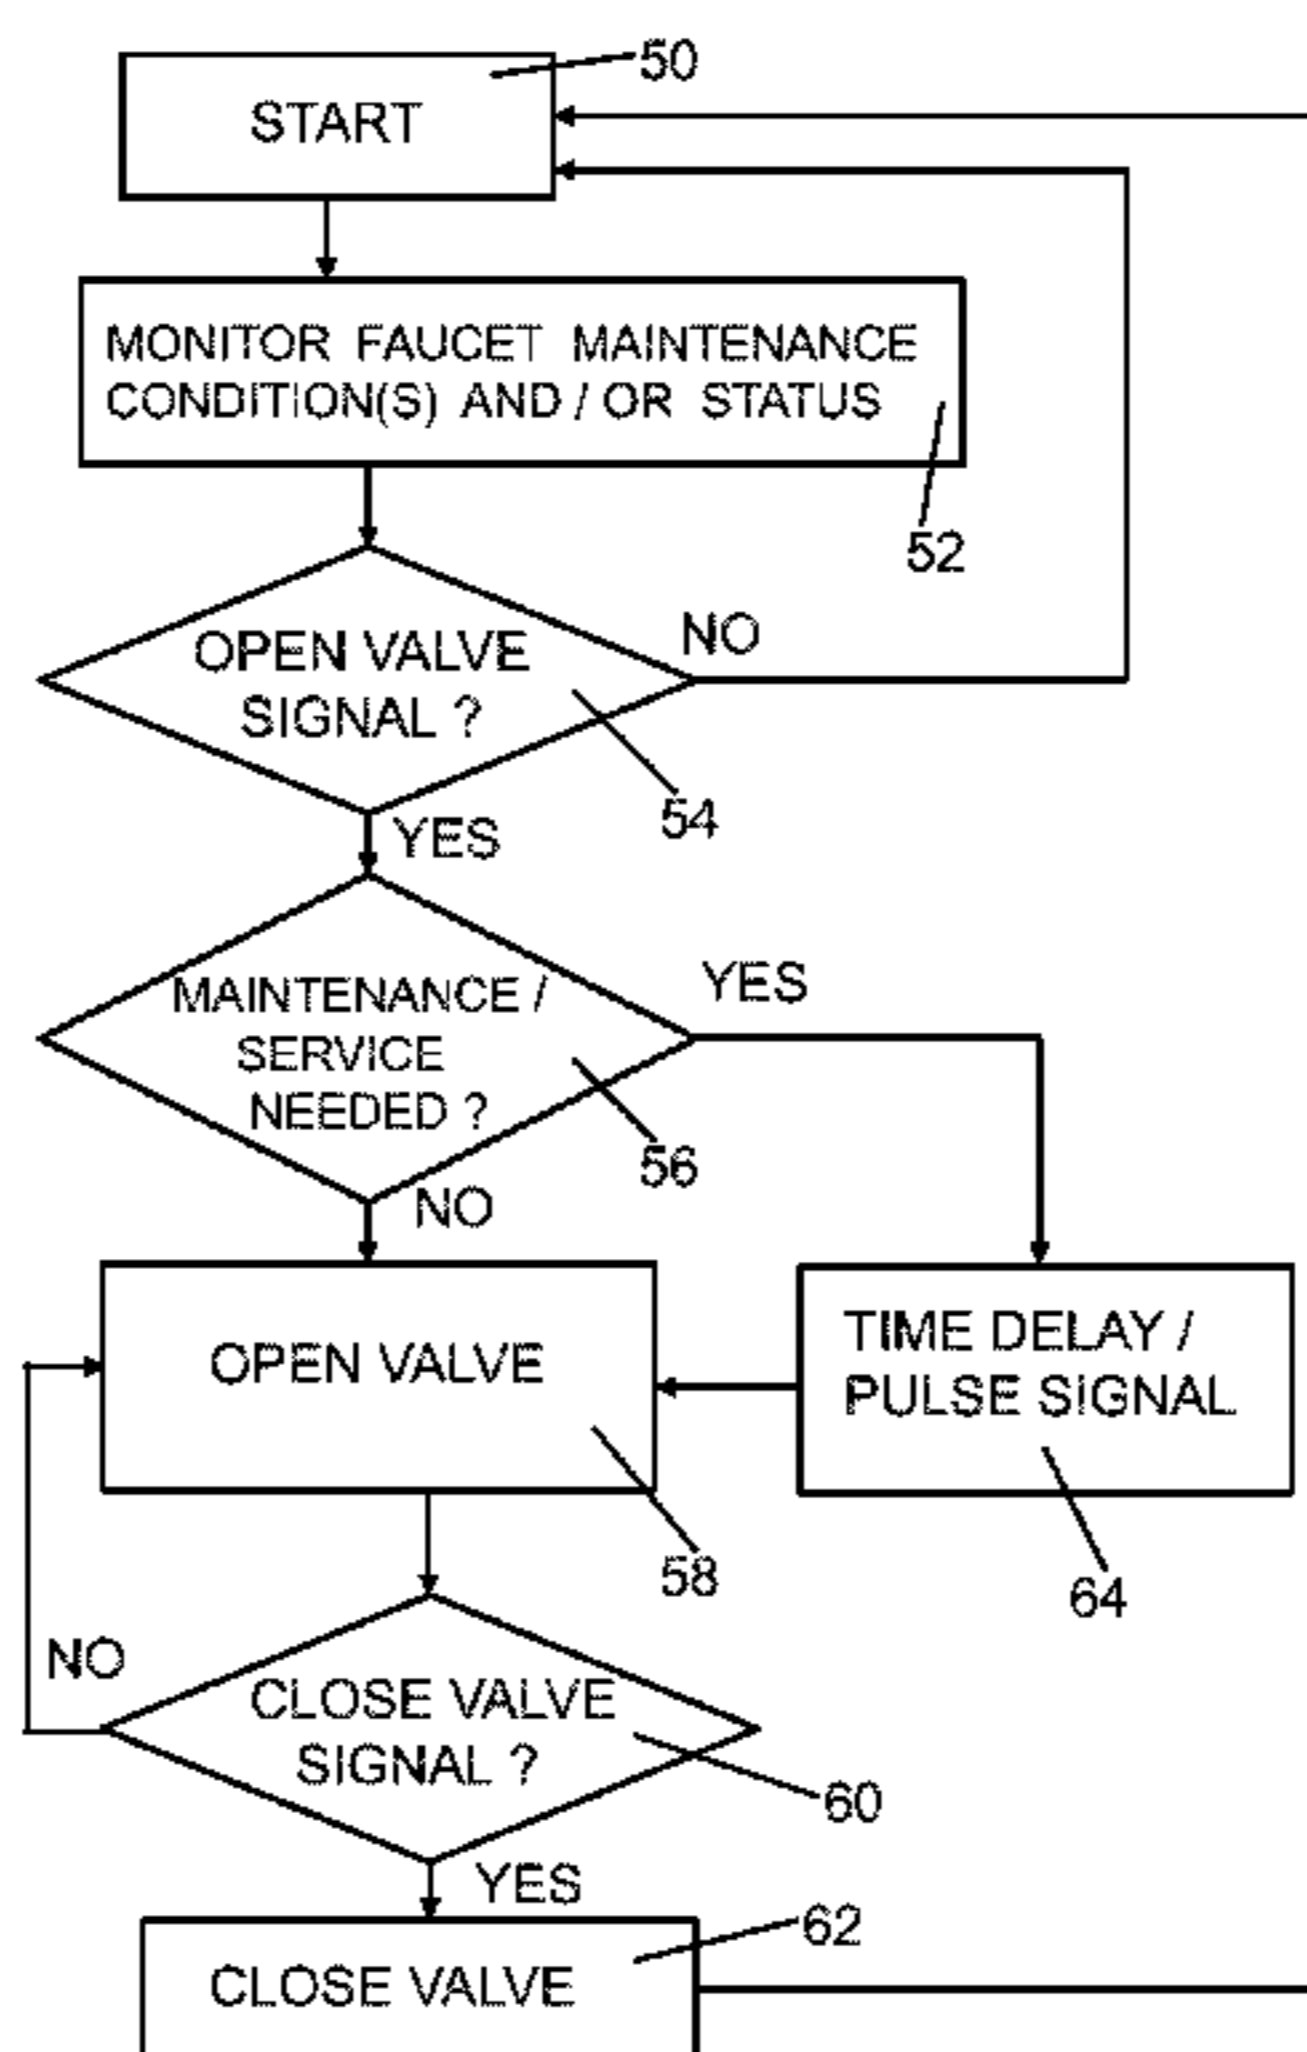 50
START
MONITOR FAUCET MAINTENANCE
CONDITION(S) AND / OR STATUS
52
OPEN VALVE
SIGNAL ?
NO
54
YES
MAINTENANCE /
SERVICE
NEEDED ?
YES
56
NO
OPEN VALVE
58
TIME DELAY /
PULSE SIGNAL
64
NO
CLOSE VALVE
SIGNAL ?
60
YES
62
CLOSE VALVE